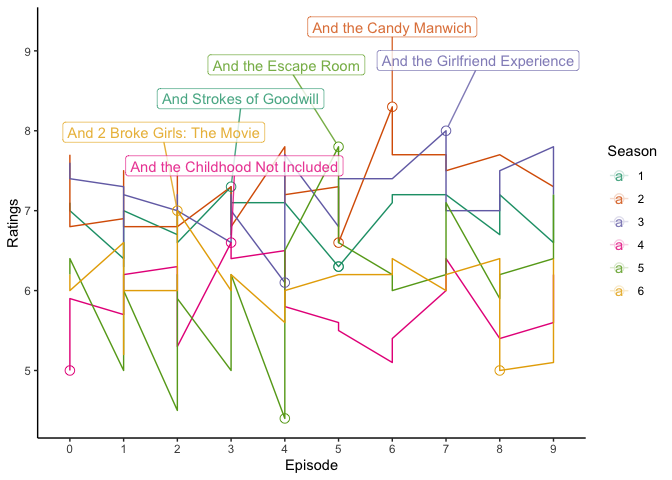 And the Candy Manwich
And the Girlfriend Experience
And the Escape Room
And Strokes of Goodwill
And 2 Broke Girls: The Movie
And the Childhood Not Included
Ratings
9
8
7
6
5
0 1 2 3 4 5 6 7 8 9
Episode
Season
a 1
a 2
a 3
a 4
a 5
a 6